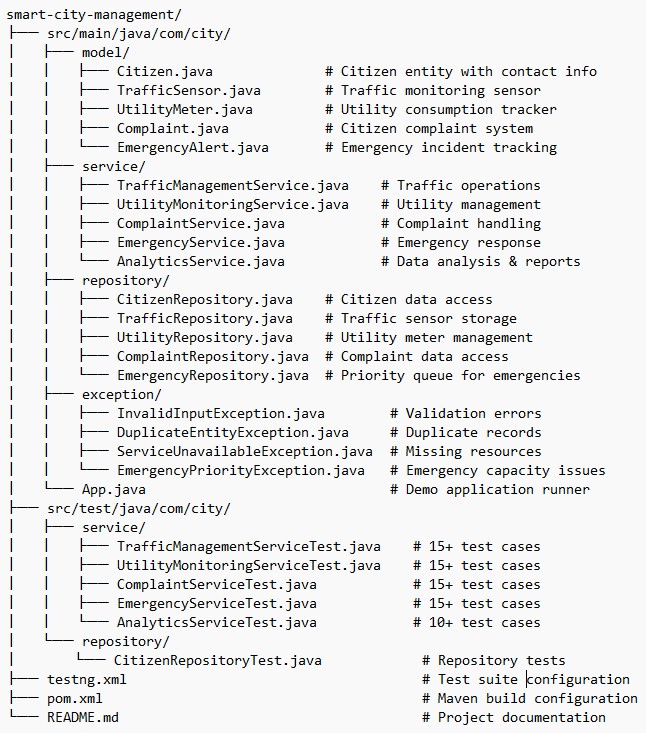 smart-city-management/
├── src/main/java/com/city/
│   ├── model/
│   │   ├── Citizen.java              # Citizen entity with contact info
│   │   ├── TrafficSensor.java        # Traffic monitoring sensor
│   │   ├── UtilityMeter.java         # Utility consumption tracker
│   │   ├── Complaint.java            # Citizen complaint system
│   │   └── EmergencyAlert.java       # Emergency incident tracking
│   ├── service/
│   │   ├── TrafficManagementService.java    # Traffic operations
│   │   ├── UtilityMonitoringService.java    # Utility management
│   │   ├── ComplaintService.java            # Complaint handling
│   │   ├── EmergencyService.java            # Emergency response
│   │   └── AnalyticsService.java            # Data analysis & reports
│   ├── repository/
│   │   ├── CitizenRepository.java    # Citizen data access
│   │   ├── TrafficRepository.java    # Traffic sensor storage
│   │   ├── UtilityRepository.java    # Utility meter management
│   │   ├── ComplaintRepository.java  # Complaint data access
│   │   └── EmergencyRepository.java  # Priority queue for emergencies
│   ├── exception/
│   │   ├── InvalidInputException.java        # Validation errors
│   │   ├── DuplicateEntityException.java     # Duplicate records
│   │   ├── ServiceUnavailableException.java  # Missing resources
│   │   └── EmergencyPriorityException.java   # Emergency capacity issues
│   └── App.java                              # Demo application runner
├── src/test/java/com/city/
│   ├── service/
│   │   ├── TrafficManagementServiceTest.java    # 15+ test cases
│   │   ├── UtilityMonitoringServiceTest.java    # 15+ test cases
│   │   ├── ComplaintServiceTest.java            # 15+ test cases
│   │   ├── EmergencyServiceTest.java            # 15+ test cases
│   │   └── AnalyticsServiceTest.java            # 10+ test cases
│   └── repository/
│       └── CitizenRepositoryTest.java            # Repository tests
├── testng.xml                                    # Test suite configuration
├── pom.xml                                       # Maven build configuration
└── README.md                                     # Project documentation